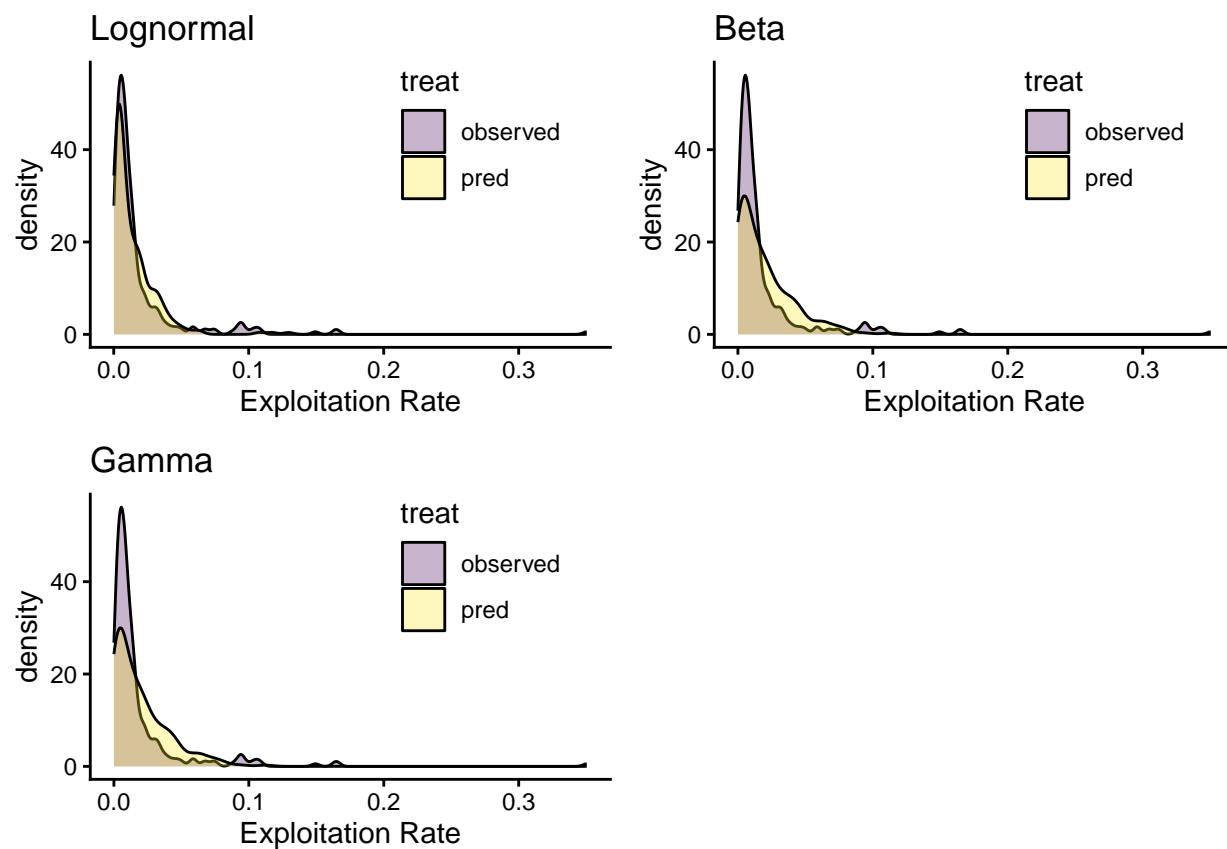 Lognormal
density
40
20
0
0.0 0.1 0.2 0.3
Exploitation Rate
treat
observed
pred
Beta
density
40
20
0
0.0 0.1 0.2 0.3
Exploitation Rate
treat
observed
pred
Gamma
density
40
20
0
0.0 0.1 0.2 0.3
Exploitation Rate
treat
observed
pred